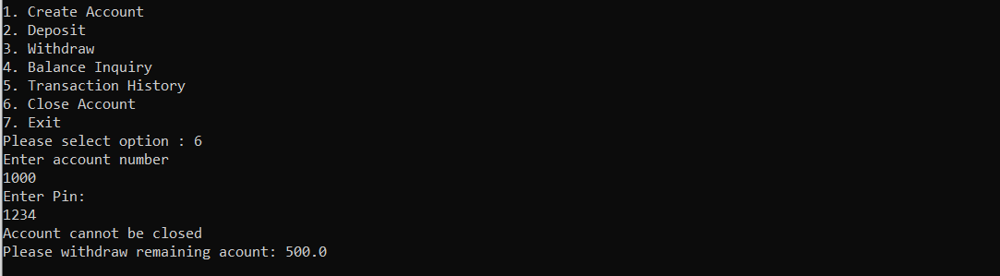 1. Create Account
2. Deposit
3. Withdraw
4. Balance Inquiry
5. Transaction History
6. Close Account
7. Exit
Please select option : 6
Enter account number
1000
Enter Pin:
1234
Account cannot be closed
Please withdraw remaining acount: 500.0